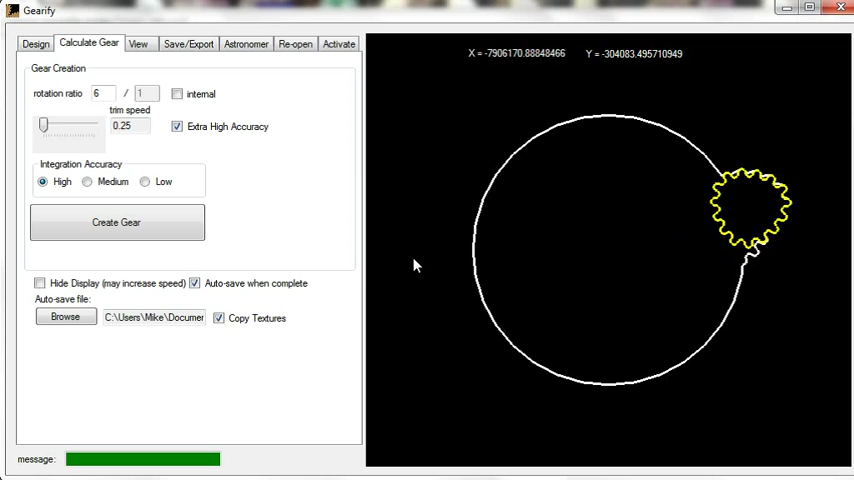 Gearify
Design Calculate Gear View Save/Export Astronomer Re-open Activate
X = -7906170.88848466 Y = -304083.495710949
Gear Creation
rotation ratio 6 / 1 internal
trim speed
0.25 Extra High Accuracy
Integration Accuracy
High Medium Low
Create Gear
Hide Display (may increase speed) Auto-save when complete
Auto-save file:
Browse C:\Users\Mike\Documer Copy Textures
message: